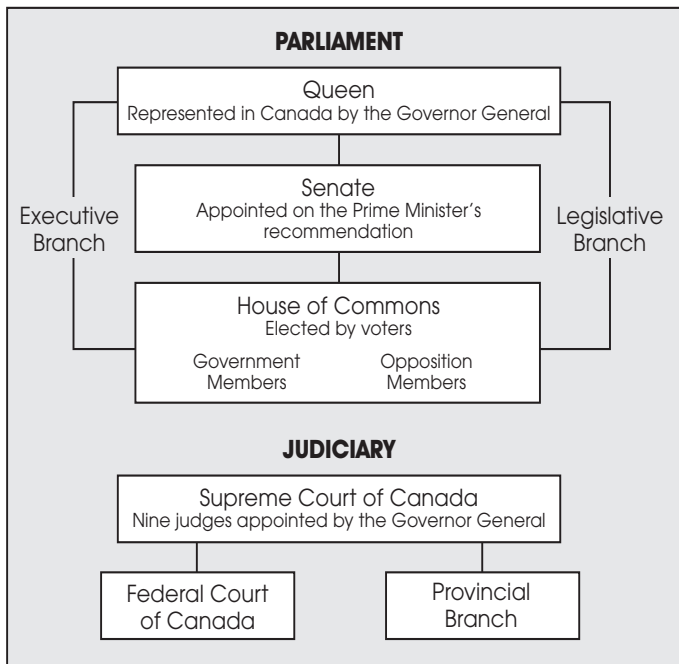 PARLIAMENT
Queen
Represented in Canada by the Governor General
Senate
Appointed on the Prime Minister’s
recommendation
Executive
Branch
Legislative
Branch
House of Commons
Elected by voters
Government
Members
Opposition
Members
JUDICIARY
Supreme Court of Canada
Nine judges appointed by the Governor General
Federal Court
of Canada
Provincial
Branch